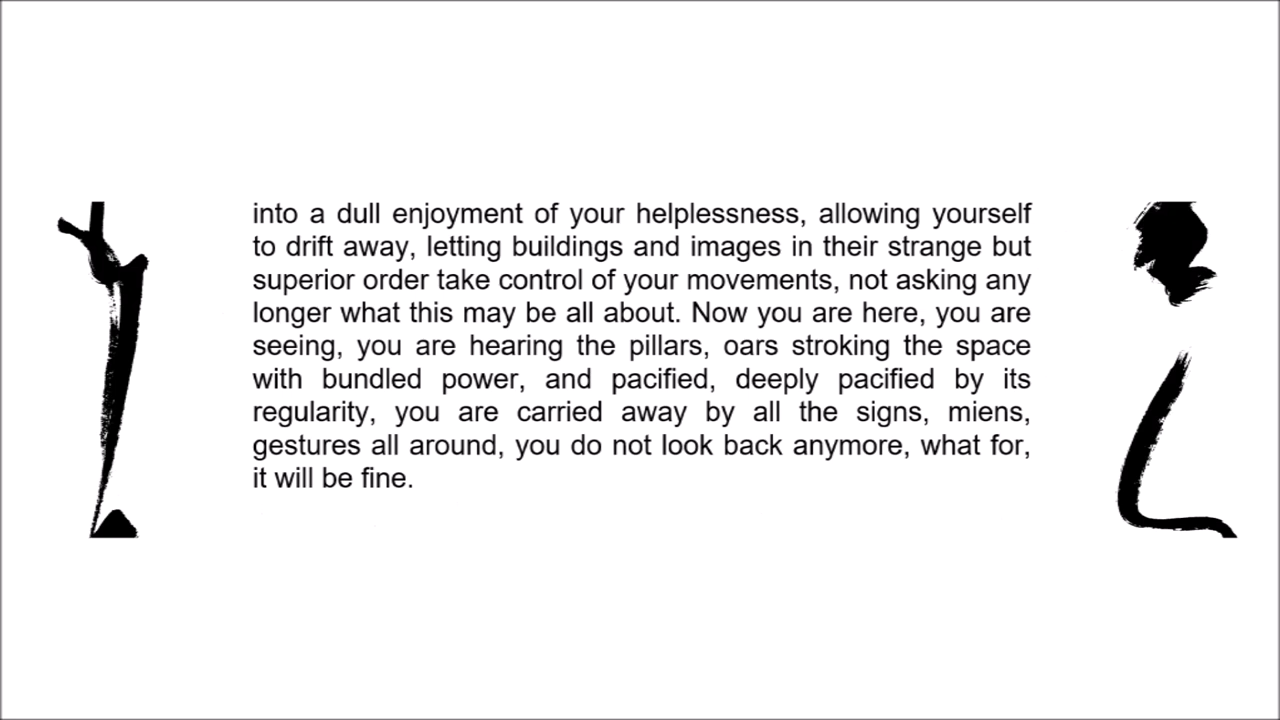 into a dull enjoyment of your helplessness, allowing yourself
to drift away, letting buildings and images in their strange but
superior order take control of your movements, not asking any
longer what this may be all about. Now you are here, you are
seeing, you are hearing the pillars, oars stroking the space
with bundled power, and pacified, deeply pacified by its
regularity, you are carried away by all the signs, miens,
gestures all around, you do not look back anymore, what for,
it will be fine.